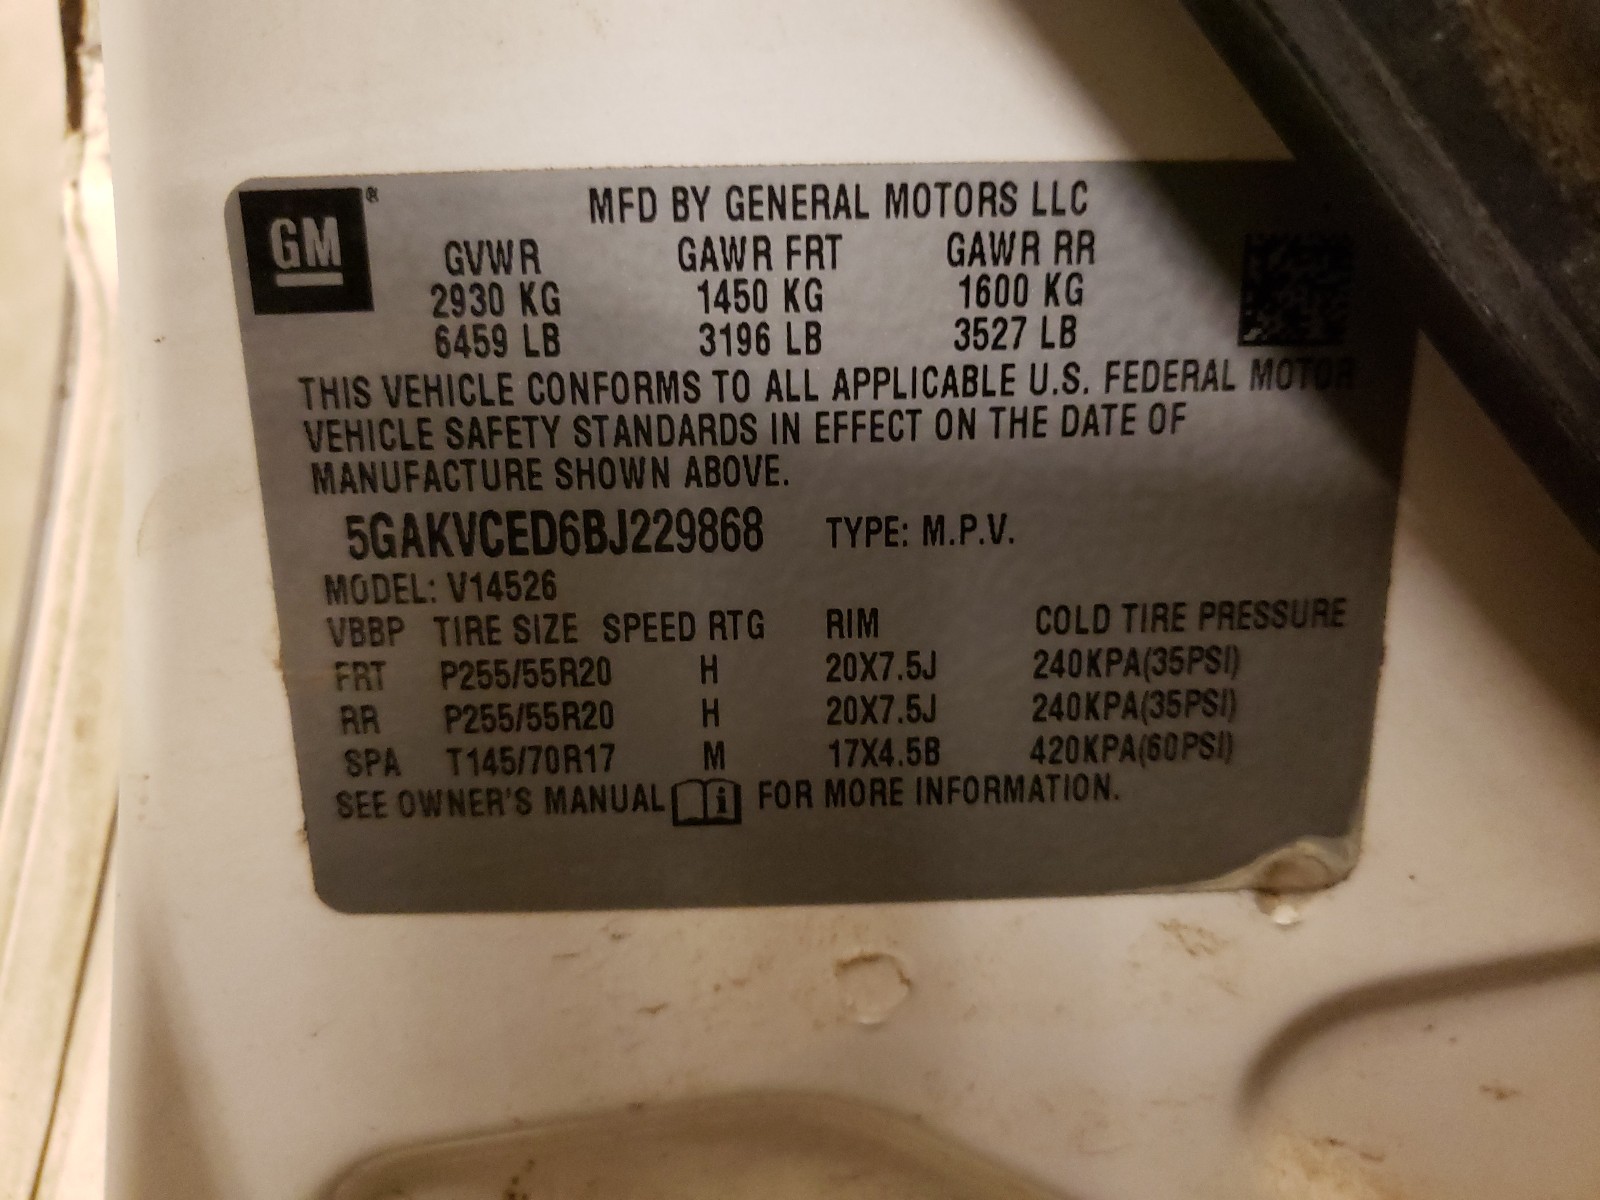 GM ®
MFD BY GENERAL MOTORS LLC
GVWR GAWR FRT GAWR RR
2930 KG 1450 KG 1600 KG
6459 LB 3196 LB 3527 LB
THIS VEHICLE CONFORMS TO ALL APPLICABLE U.S. FEDERAL MOTOR
VEHICLE SAFETY STANDARDS IN EFFECT ON THE DATE OF
MANUFACTURE SHOWN ABOVE.
5GAKVCED6BJ229868 TYPE: M.P.V.
MODEL: V14526
VBBP TIRE SIZE SPEED RTG RIM COLD TIRE PRESSURE
FRT P255/55R20 H 20X7.5J 240KPA(35PSI)
RR P255/55R20 H 20X7.5J 240KPA(35PSI)
SPA T145/70R17 M 17X4.5B 420KPA(60PSI)
SEE OWNER'S MANUAL i FOR MORE INFORMATION.